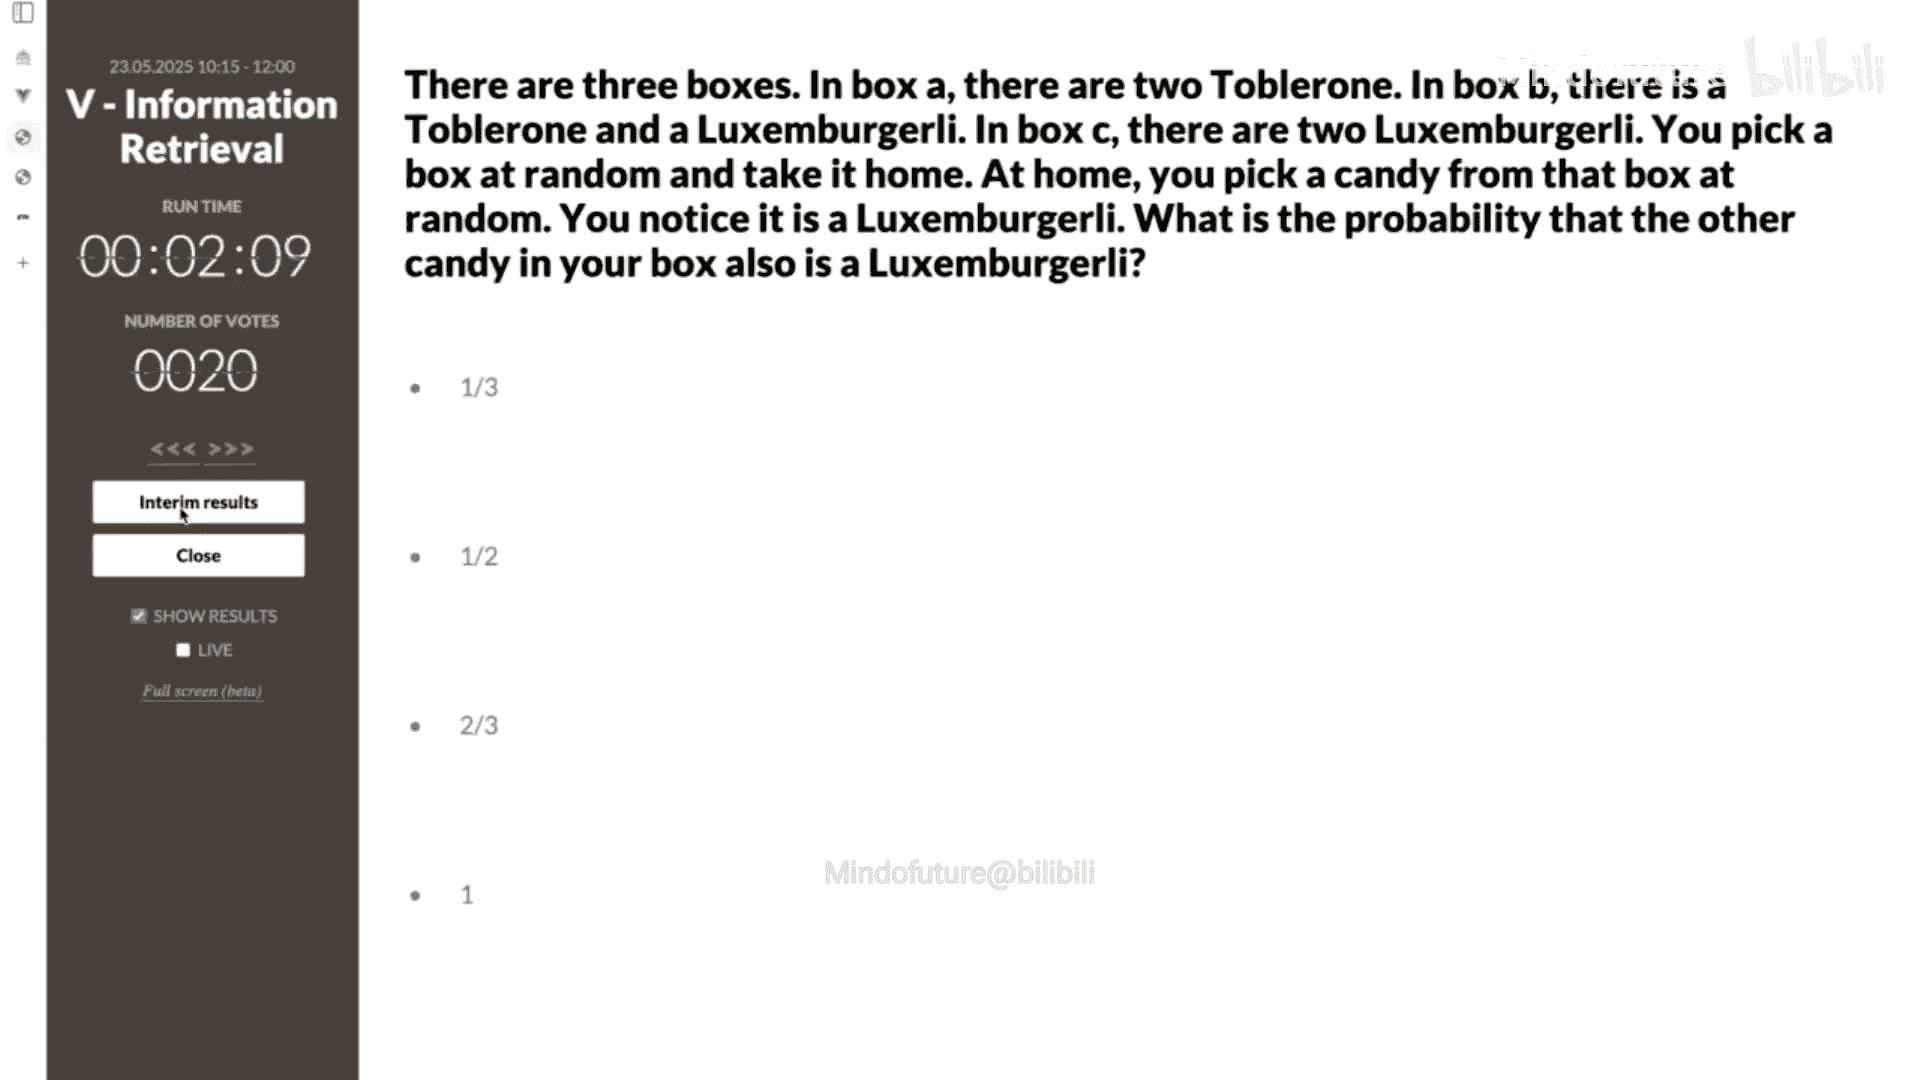 23.05.2025 10:15 - 12:00
V - Information
Retrieval
RUN TIME
00:02:09
NUMBER OF VOTES
0020
<<< >>>
Interim results
Close
SHOW RESULTS
LIVE
Full screen (beta)
bilibili
There are three boxes. In box a, there are two Toblerone. In box b, there is a
Toblerone and a Luxemburgerli. In box c, there are two Luxemburgerli. You pick a
box at random and take it home. At home, you pick a candy from that box at
random. You notice it is a Luxemburgerli. What is the probability that the other
candy in your box also is a Luxemburgerli?
• 1/3
• 1/2
• 2/3
• 1
Mindofuture@bilibili